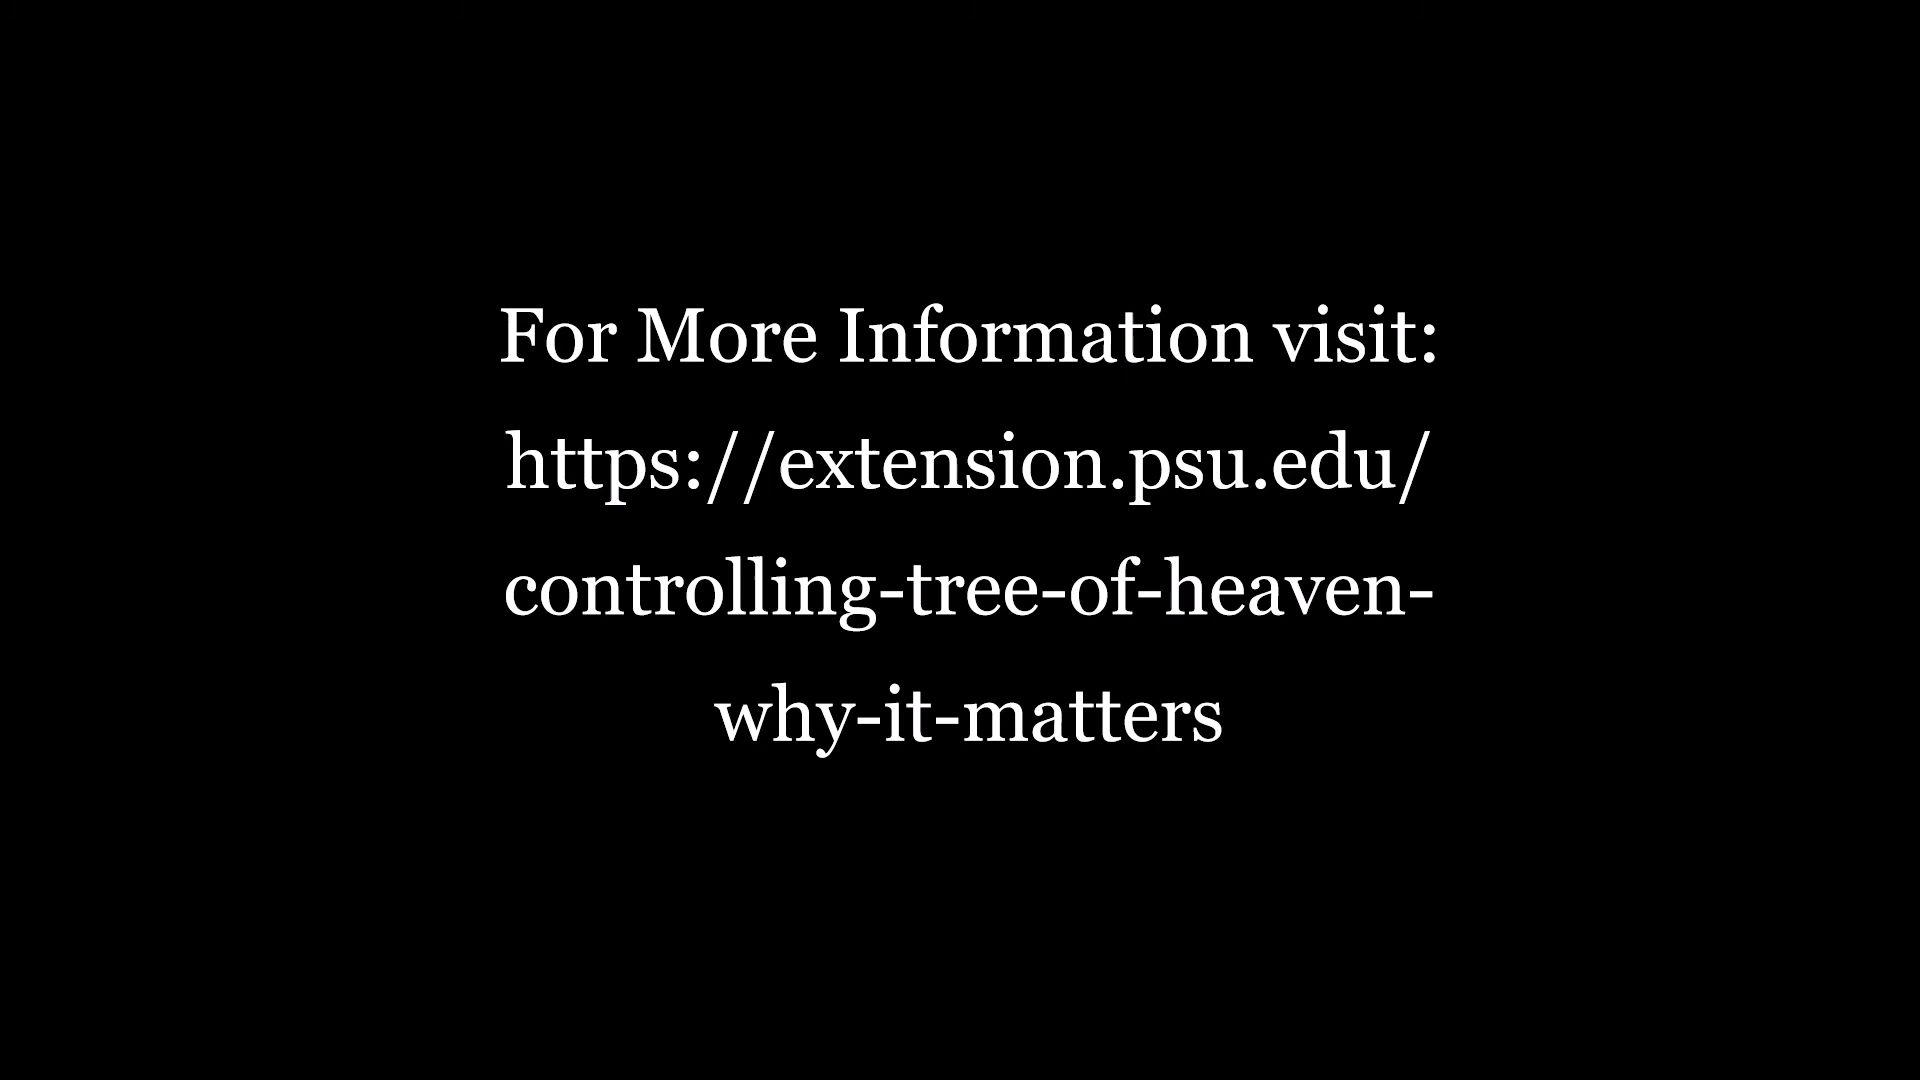 For More Information visit:
https://extension.psu.edu/
controlling-tree-of-heaven-
why-it-matters